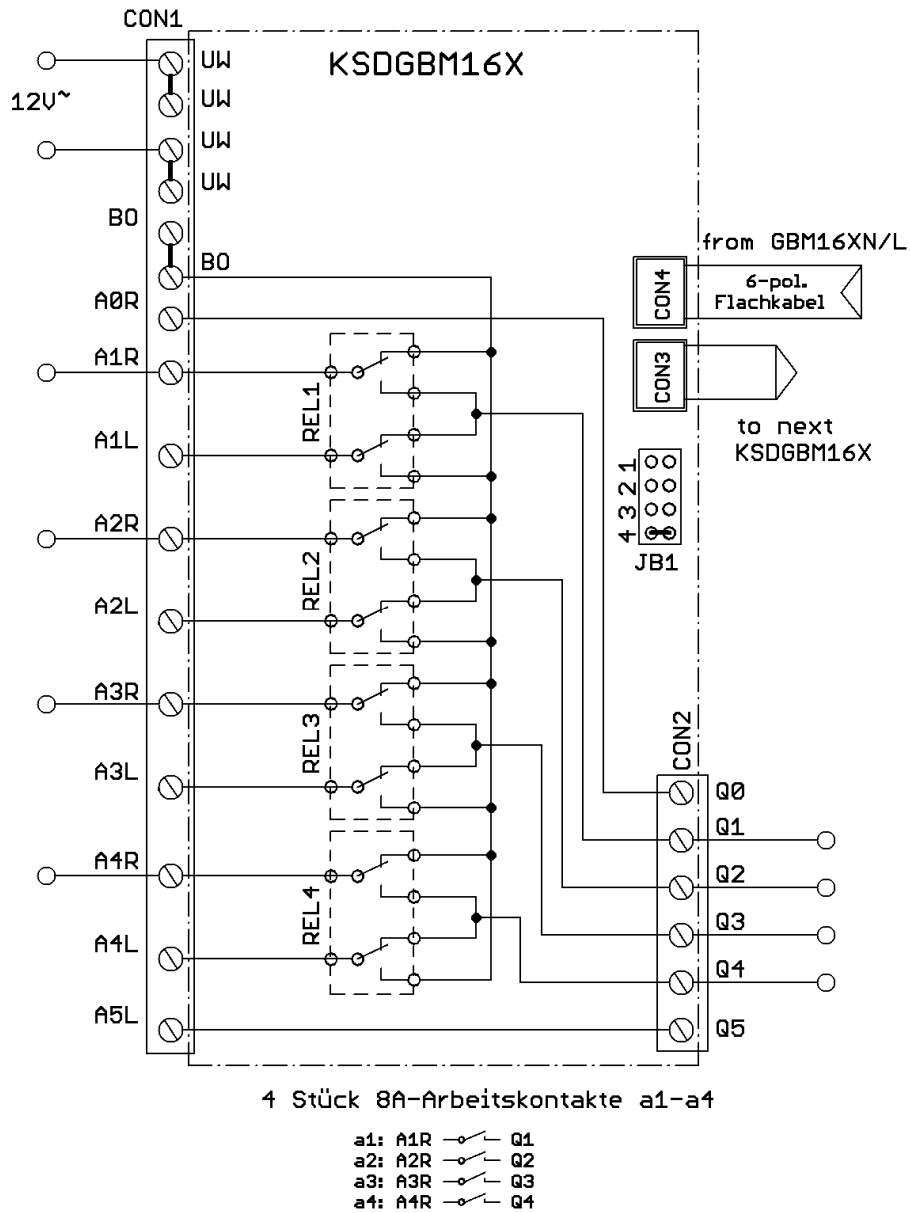 CON1
KSDGBM16X
UW
12V~
UW
UW
UW
BO
BO
A0R
A1R
A1L
A2R
A2L
A3R
A3L
A4R
A4L
A5L
REL1
REL2
REL3
REL4
from GBM16XN/L
CON4
6-pol.
Flachkabel
CON3
to next
KSDGBM16X
4 3 2 1
JB1
CON2
Q0
Q1
Q2
Q3
Q4
Q5
4 Stück 8A-Arbeitskontakte a1-a4
a1: A1R Q1
a2: A2R Q2
a3: A3R Q3
a4: A4R Q4